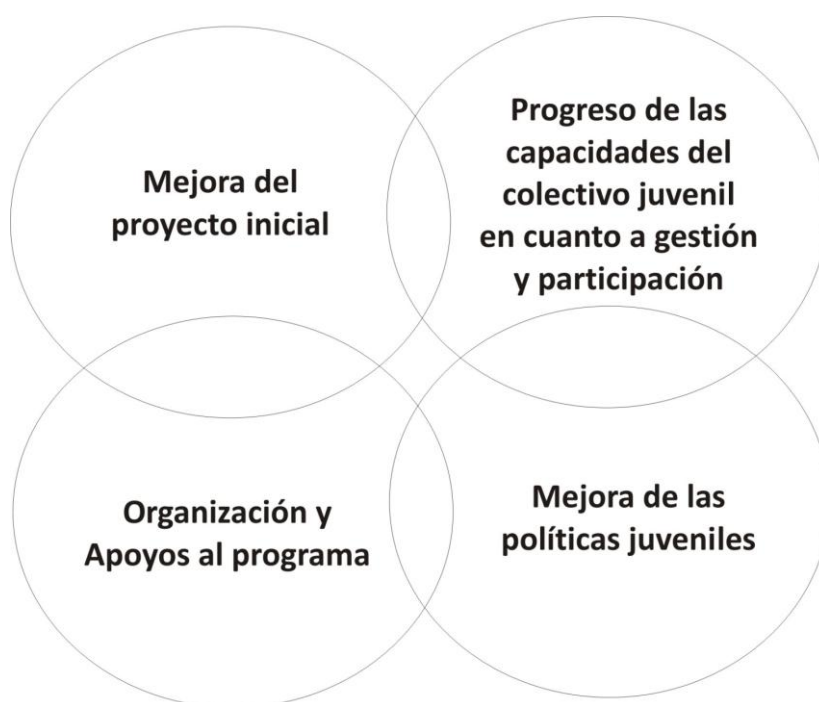 Mejora del
proyecto inicial
Progreso de las
capacidades del
colectivo juvenil
en cuanto a gestión
y participación
Organización y
Apoyos al programa
Mejora de las
políticas juveniles